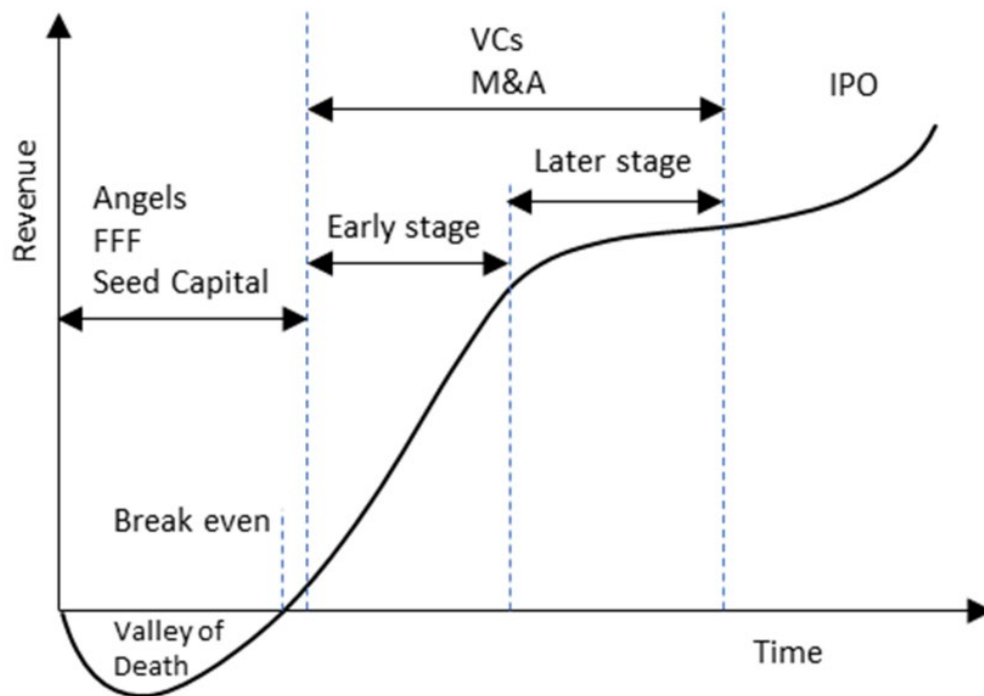 VCs
M&A
IPO
Later stage
Early stage
Revenue
Angels
FFF
Seed Capital
Break even
Valley of
Death
Time